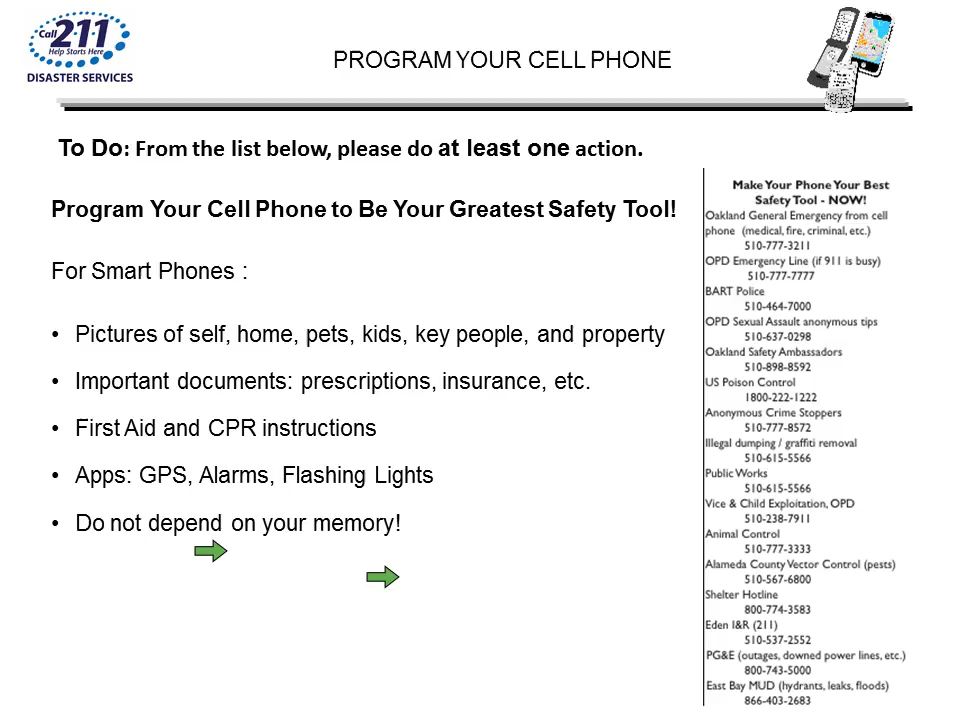 Call
2·1·1
Help Starts Here
DISASTER SERVICES
PROGRAM YOUR CELL PHONE
To Do: From the list below, please do at least one action.
Program Your Cell Phone to Be Your Greatest Safety Tool!
For Smart Phones :
• Pictures of self, home, pets, kids, key people, and property
• Important documents: prescriptions, insurance, etc.
• First Aid and CPR instructions
• Apps: GPS, Alarms, Flashing Lights
• Do not depend on your memory!
Make Your Phone Your Best
Safety Tool - NOW!
Oakland General Emergency from cell
phone (medical, fire, criminal, etc.)
510-777-3211
OPD Emergency Line (if 911 is busy)
510-777-7777
BART Police
510-464-7000
OPD Sexual Assault anonymous tips
510-637-0298
Oakland Safety Ambassadors
510-898-8592
US Poison Control
1800-222-1222
Anonymous Crime Stoppers
510-777-8572
Illegal dumping / graffiti removal
510-615-5566
Public Works
510-615-5566
Vice & Child Exploitation, OPD
510-238-7911
Animal Control
510-777-3333
Alameda County Vector Control (pests)
510-567-6800
Shelter Hotline
800-774-3583
Eden I&R (211)
510-537-2552
PG&E (outages, downed power lines, etc.)
800-743-5000
East Bay MUD (hydrants, leaks, floods)
866-403-2683